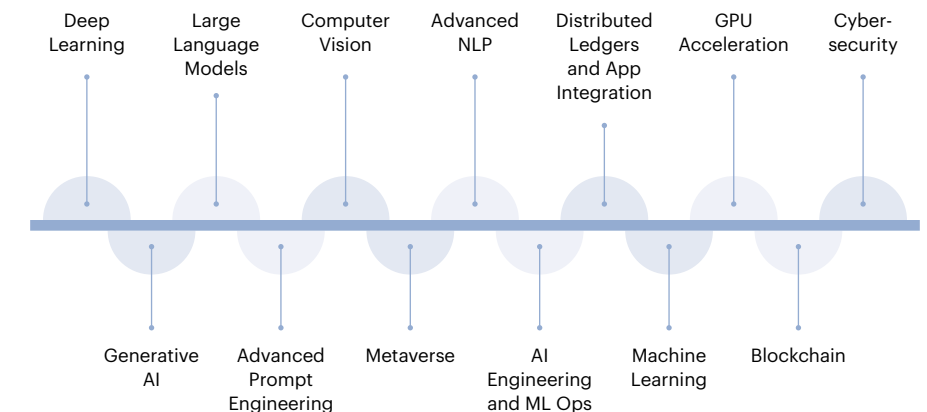 Deep
Learning
Large
Language
Models
Computer
Vision
Advanced
NLP
Distributed
Ledgers
and App
Integration
GPU
Acceleration
Cyber-
security
Generative
AI
Advanced
Prompt
Engineering
Metaverse
AI
Engineering
and ML Ops
Machine
Learning
Blockchain